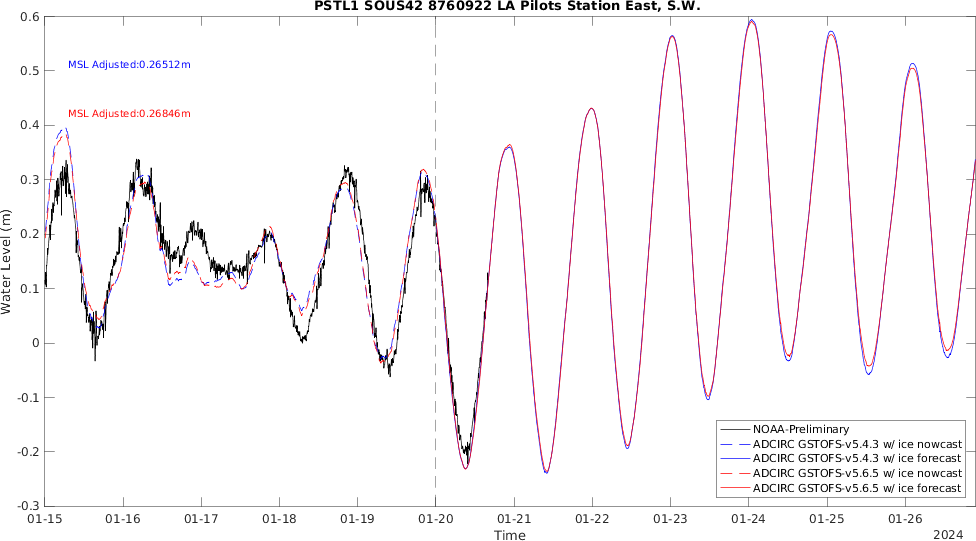 PSTL1 SOUS42 8760922 LA Pilots Station East, S.W.
0.6
0.5
0.4
0.3
0.2
0.1
0
-0.1
-0.2
-0.3
Water Level (m)
MSL Adjusted:0.26512m
MSL Adjusted:0.26846m
NOAA-Preliminary
ADCIRC GSTOFS-v5.4.3 w/ ice nowcast
ADCIRC GSTOFS-v5.4.3 w/ ice forecast
ADCIRC GSTOFS-v5.6.5 w/ ice nowcast
ADCIRC GSTOFS-v5.6.5 w/ ice forecast
01-15 01-16 01-17 01-18 01-19 01-20 01-21 01-22 01-23 01-24 01-25 01-26
Time
2024